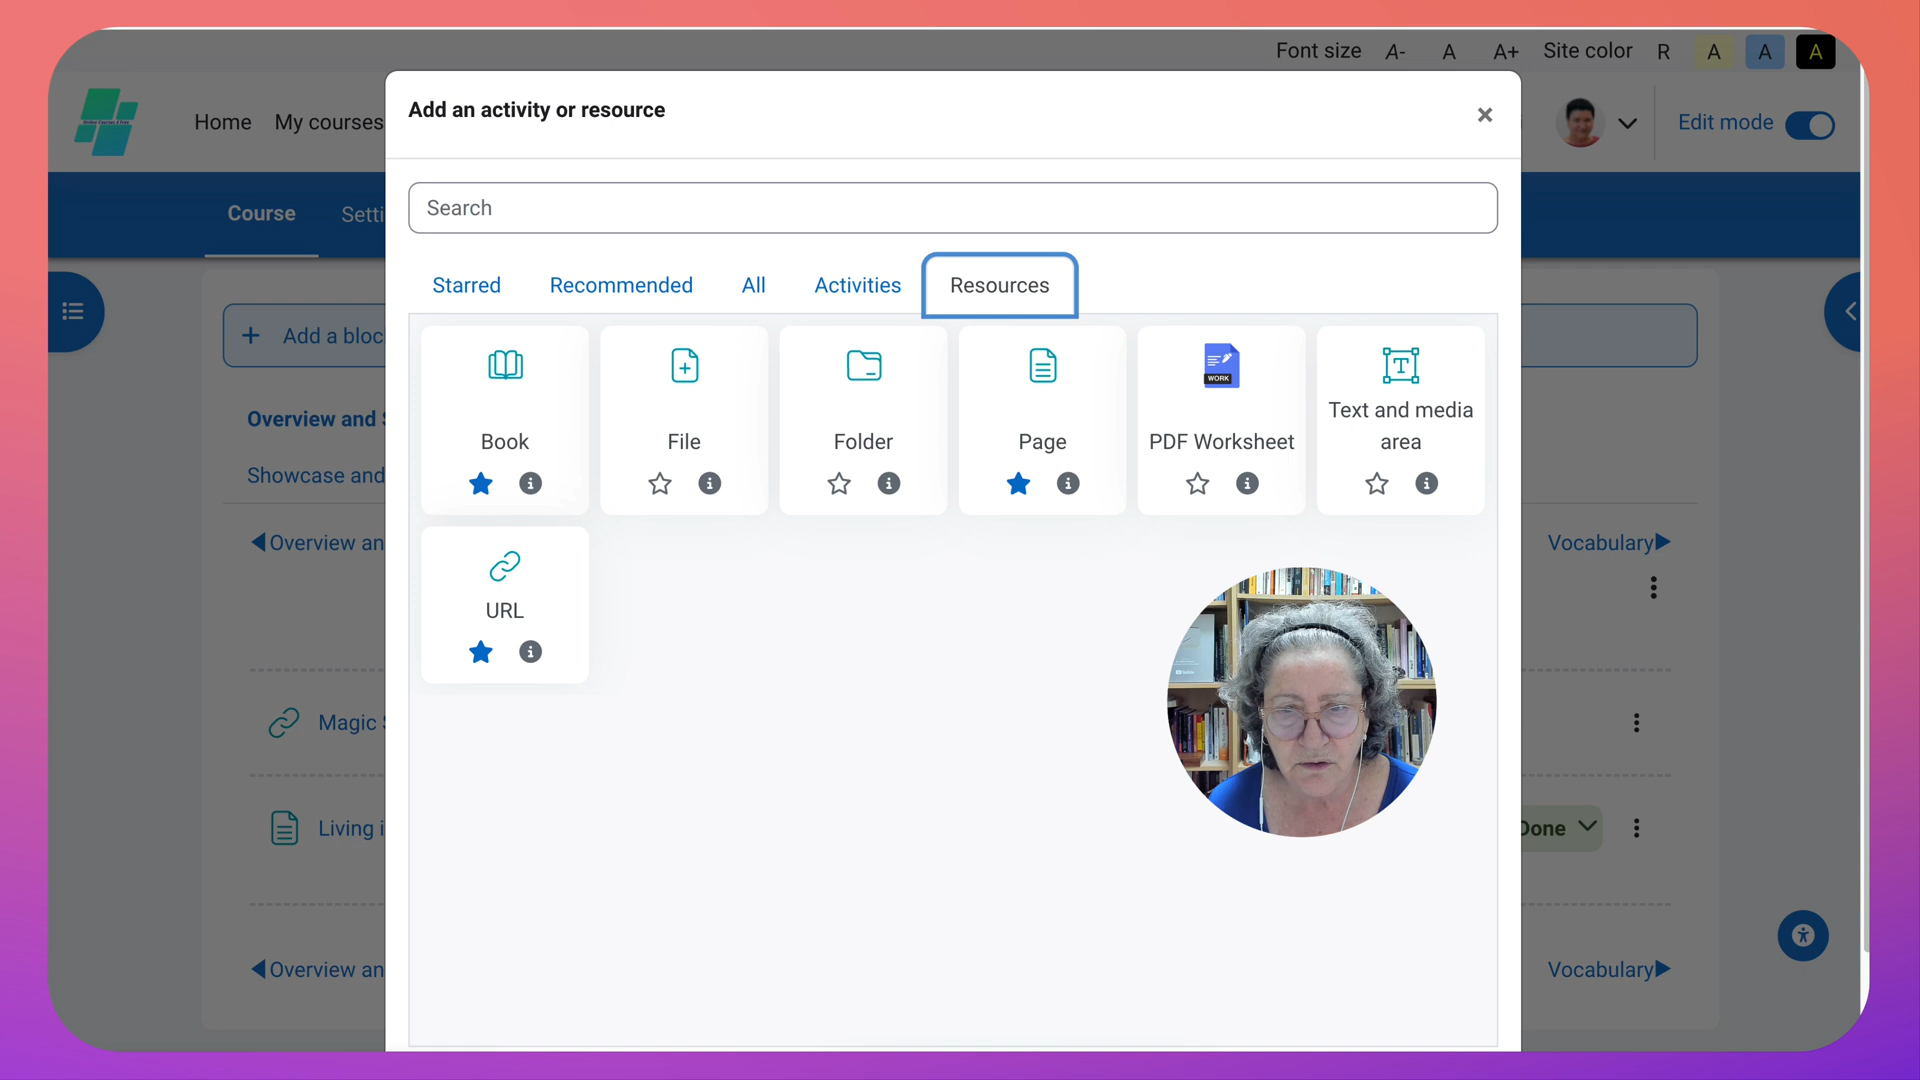 Font size A- A A+ Site color R A A A
Home My courses
Edit mode
Add an activity or resource
×
Course Setti
Search
Starred Recommended All Activities Resources
+ Add a bloc
Book
File
Folder
Page
WORK
PDF Worksheet
Text and media
area
Overview and S
Showcase and
Overview an
Vocabulary
URL
Magic S
Living i
Done
Overview an
Vocabulary